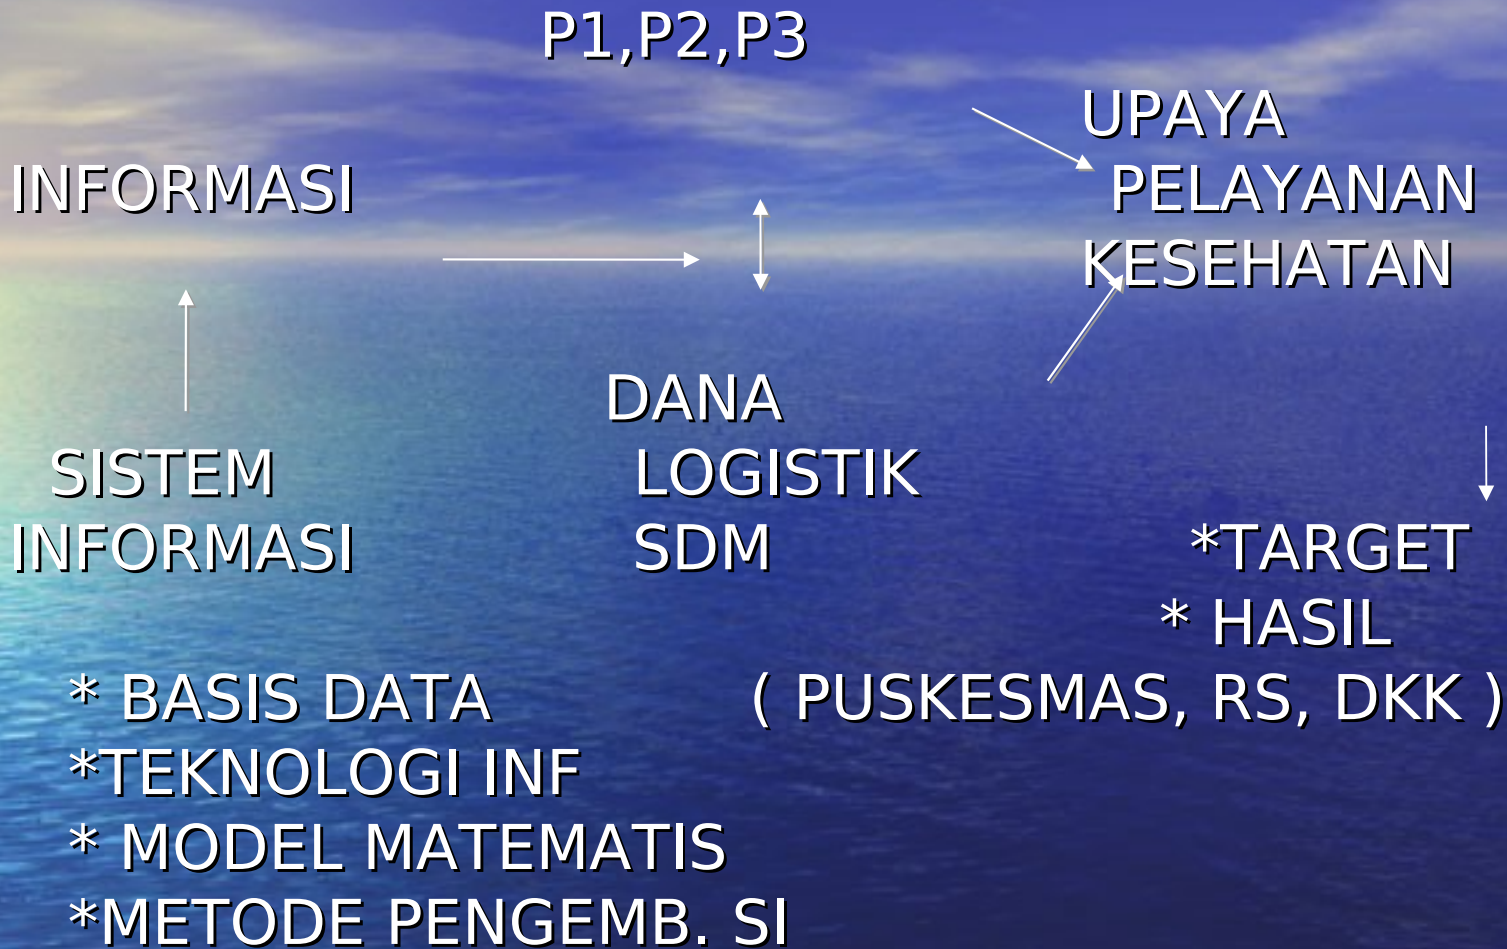 P1,P2,P3
UPAYA
INFORMASI PELAYANAN
KESEHATAN
DANA
SISTEM LOGISTIK
INFORMASI SDM *TARGET
* HASIL
* BASIS DATA ( PUSKESMAS, RS, DKK )
*TEKNOLOGI INF
* MODEL MATEMATIS
*METODE PENGEMB. SI